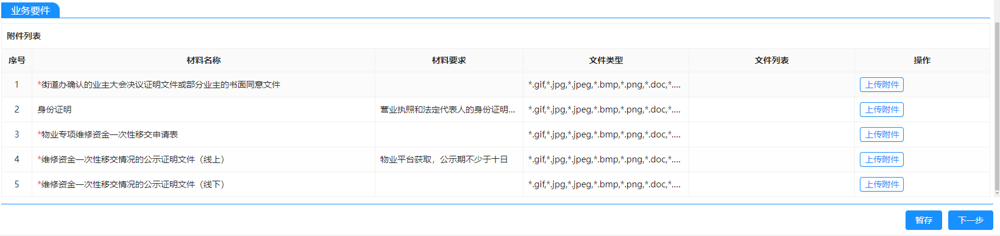 业务要件
附件列表
序号 材料名称 材料要求 文件类型 文件列表 操作
1 *街道办确认的业主大会决议证明文件或部分业主的书面同意文件 *.gif,*.jpg,*.jpeg,*.bmp,*.png,*.doc,*.... 上传附件
2 身份证明 营业执照和法定代表人的身份证明... *.gif,*.jpg,*.jpeg,*.bmp,*.png,*.doc,*.... 上传附件
3 *物业专项维修资金一次性移交申请表 *.gif,*.jpg,*.jpeg,*.bmp,*.png,*.doc,*.... 上传附件
4 *维修资金一次性移交情况的公示证明文件（线上） 物业平台获取，公示期不少于十日 *.gif,*.jpg,*.jpeg,*.bmp,*.png,*.doc,*.... 上传附件
5 *维修资金一次性移交情况的公示证明文件（线下） *.gif,*.jpg,*.jpeg,*.bmp,*.png,*.doc,*.... 上传附件
暂存 下一步